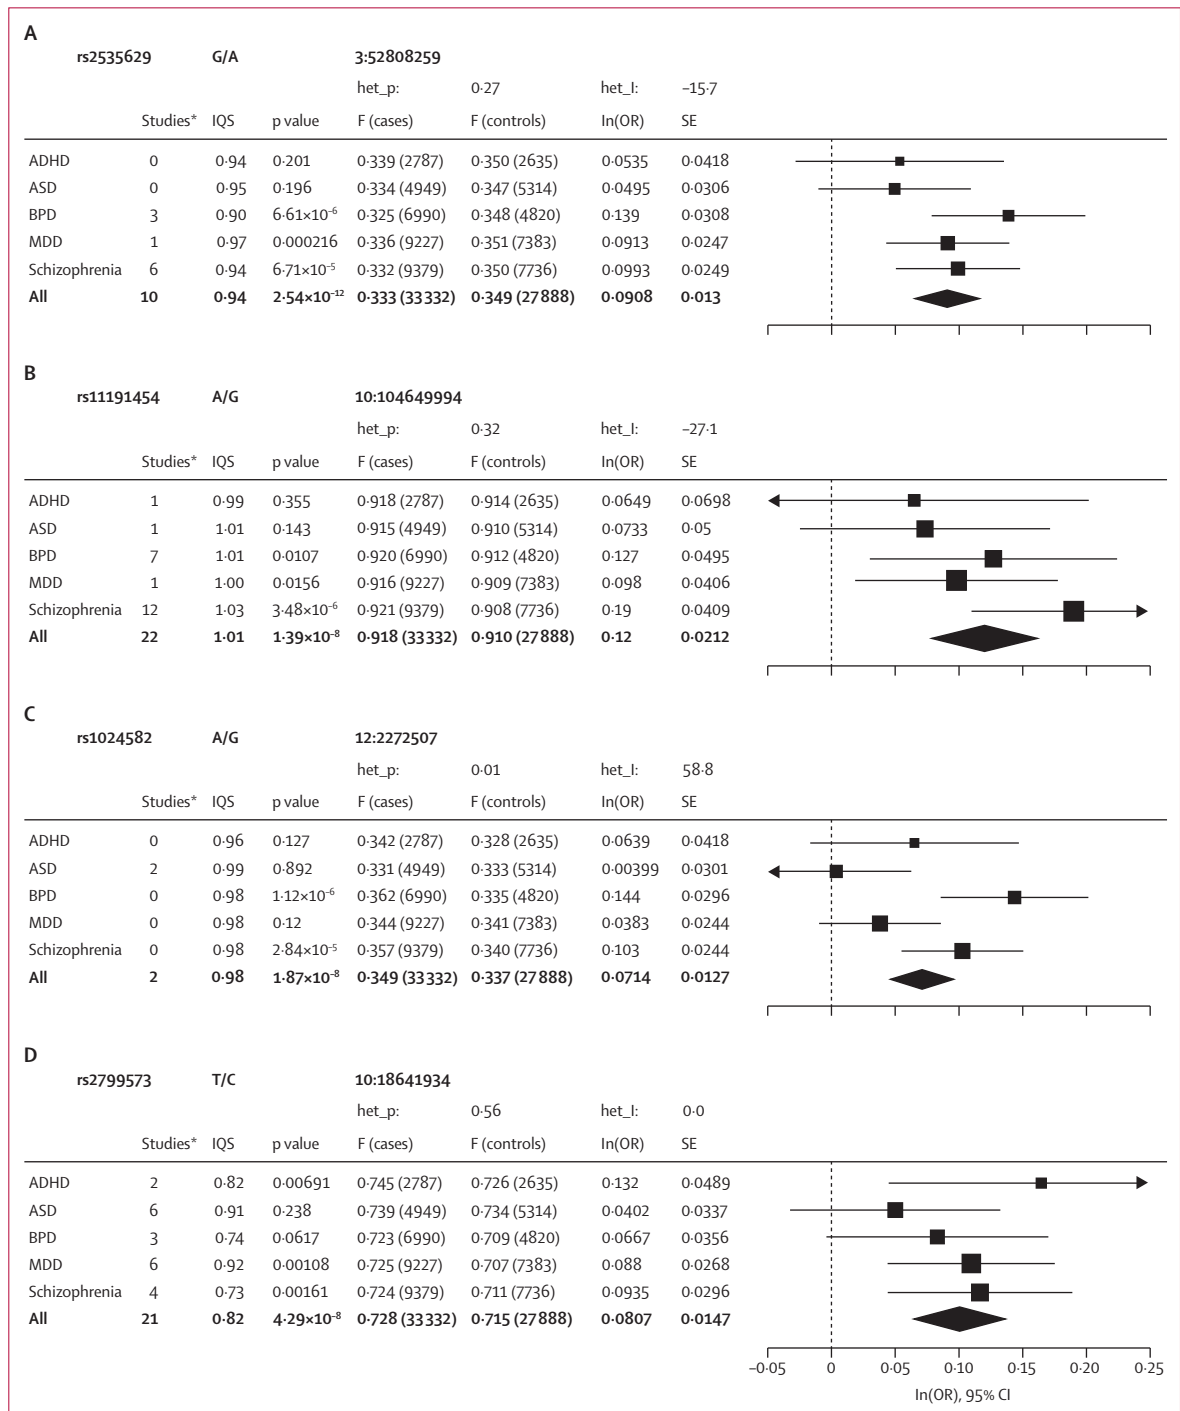 A
rs2535629 G/A 3:52808259
het_p: 0·27 het_I: –15·7
Studies* IQS p value F (cases) F (controls) ln(OR) SE
ADHD 0 0·94 0·201 0·339 (2787) 0·350 (2635) 0·0535 0·0418
ASD 0 0·95 0·196 0·334 (4949) 0·347 (5314) 0·0495 0·0306
BPD 3 0·90 6·61×10⁻⁶ 0·325 (6990) 0·348 (4820) 0·139 0·0308
MDD 1 0·97 0·000216 0·336 (9227) 0·351 (7383) 0·0913 0·0247
Schizophrenia 6 0·94 6·71×10⁻⁵ 0·332 (9379) 0·350 (7736) 0·0993 0·0249
All 10 0·94 2·54×10⁻¹² 0·333 (33332) 0·349 (27888) 0·0908 0·013
B
rs11191454 A/G 10:104649994
het_p: 0·32 het_I: –27·1
Studies* IQS p value F (cases) F (controls) ln(OR) SE
ADHD 1 0·99 0·355 0·918 (2787) 0·914 (2635) 0·0649 0·0698
ASD 1 1·01 0·143 0·915 (4949) 0·910 (5314) 0·0733 0·05
BPD 7 1·01 0·0107 0·920 (6990) 0·912 (4820) 0·127 0·0495
MDD 1 1·00 0·0156 0·916 (9227) 0·909 (7383) 0·098 0·0406
Schizophrenia 12 1·03 3·48×10⁻⁶ 0·921 (9379) 0·908 (7736) 0·19 0·0409
All 22 1·01 1·39×10⁻⁸ 0·918 (33332) 0·910 (27888) 0·12 0·0212
C
rs1024582 A/G 12:2272507
het_p: 0·01 het_I: 58·8
Studies* IQS p value F (cases) F (controls) ln(OR) SE
ADHD 0 0·96 0·127 0·342 (2787) 0·328 (2635) 0·0639 0·0418
ASD 2 0·99 0·892 0·331 (4949) 0·333 (5314) 0·00399 0·0301
BPD 0 0·98 1·12×10⁻⁶ 0·362 (6990) 0·335 (4820) 0·144 0·0296
MDD 0 0·98 0·12 0·344 (9227) 0·341 (7383) 0·0383 0·0244
Schizophrenia 0 0·98 2·84×10⁻⁵ 0·357 (9379) 0·340 (7736) 0·103 0·0244
All 2 0·98 1·87×10⁻⁸ 0·349 (33332) 0·337 (27888) 0·0714 0·0127
D
rs2799573 T/C 10:18641934
het_p: 0·56 het_I: 0·0
Studies* IQS p value F (cases) F (controls) ln(OR) SE
ADHD 2 0·82 0·00691 0·745 (2787) 0·726 (2635) 0·132 0·0489
ASD 6 0·91 0·238 0·739 (4949) 0·734 (5314) 0·0402 0·0337
BPD 3 0·74 0·0617 0·723 (6990) 0·709 (4820) 0·0667 0·0356
MDD 6 0·92 0·00108 0·725 (9227) 0·707 (7383) 0·088 0·0268
Schizophrenia 4 0·73 0·00161 0·724 (9379) 0·711 (7736) 0·0935 0·0296
All 21 0·82 4·29×10⁻⁸ 0·728 (33332) 0·715 (27888) 0·0807 0·0147
–0·05 0 0·05 0·10 0·15 0·20 0·25
ln(OR), 95% CI